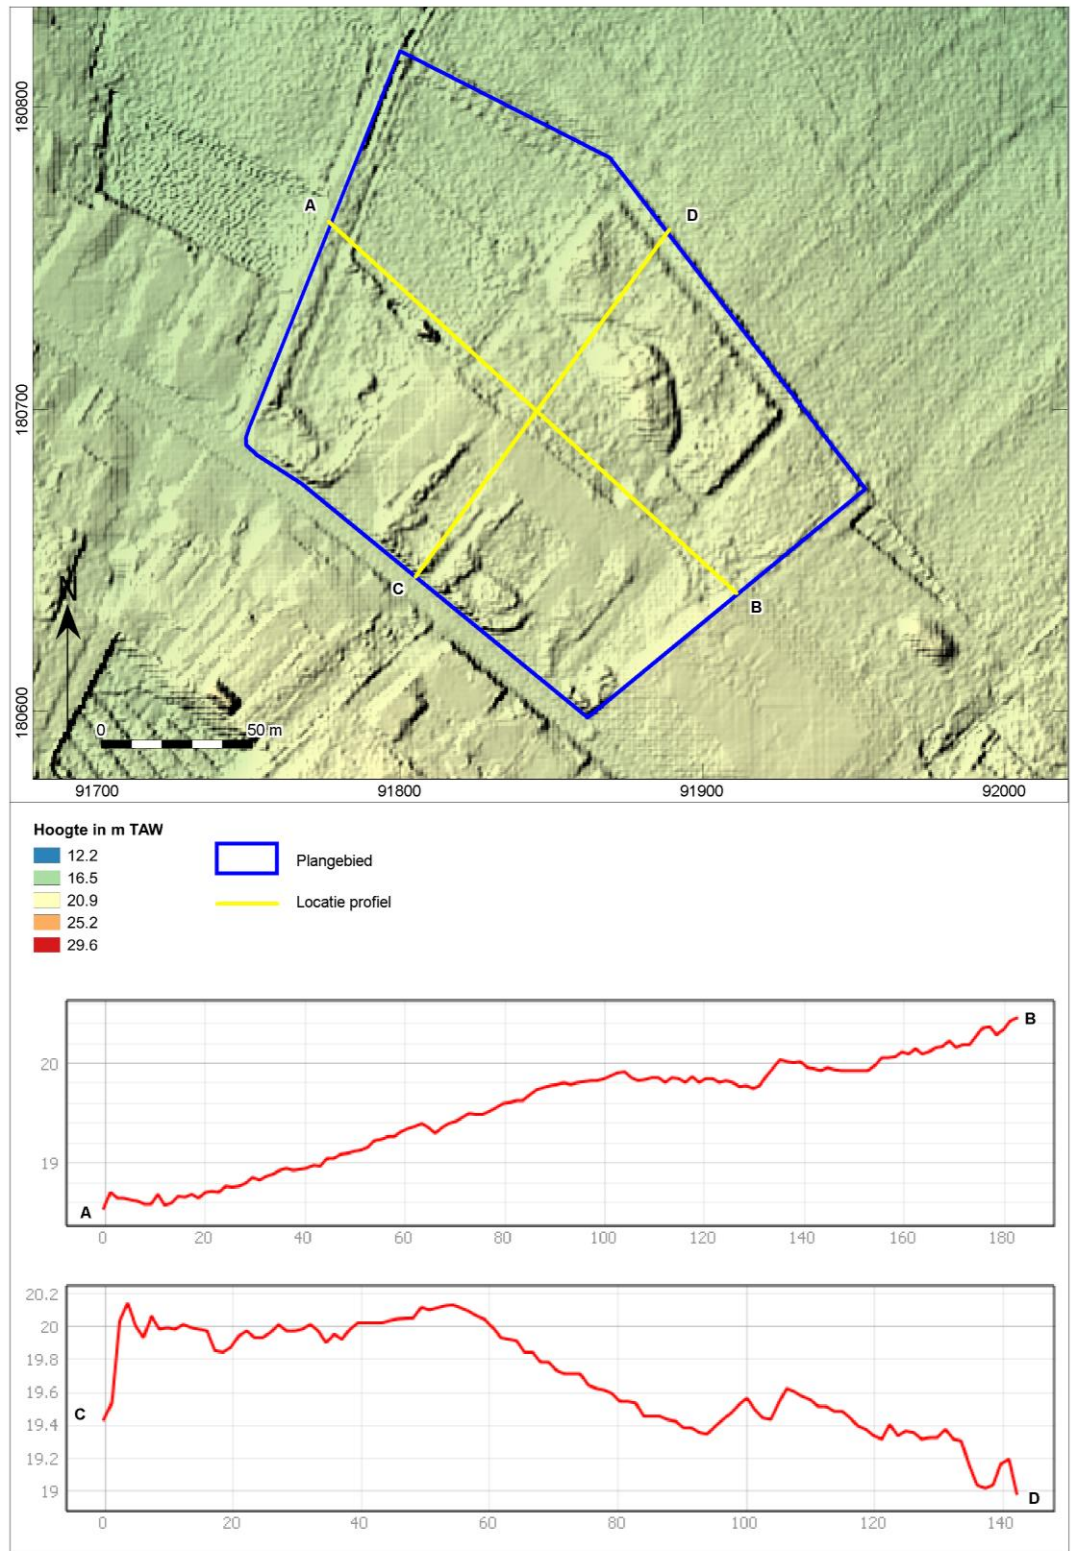 180800
180700
180600
A
D
C
B
N
0 50 m
91700 91800 91900 92000
Hoogte in m TAW
12.2
16.5
20.9
25.2
29.6
Plangebied
Locatie profiel
B
20
19
A
0 20 40 60 80 100 120 140 160 180
20.2
20
19.8
19.6
C
19.4
19.2
19
D
0 20 40 60 80 100 120 140